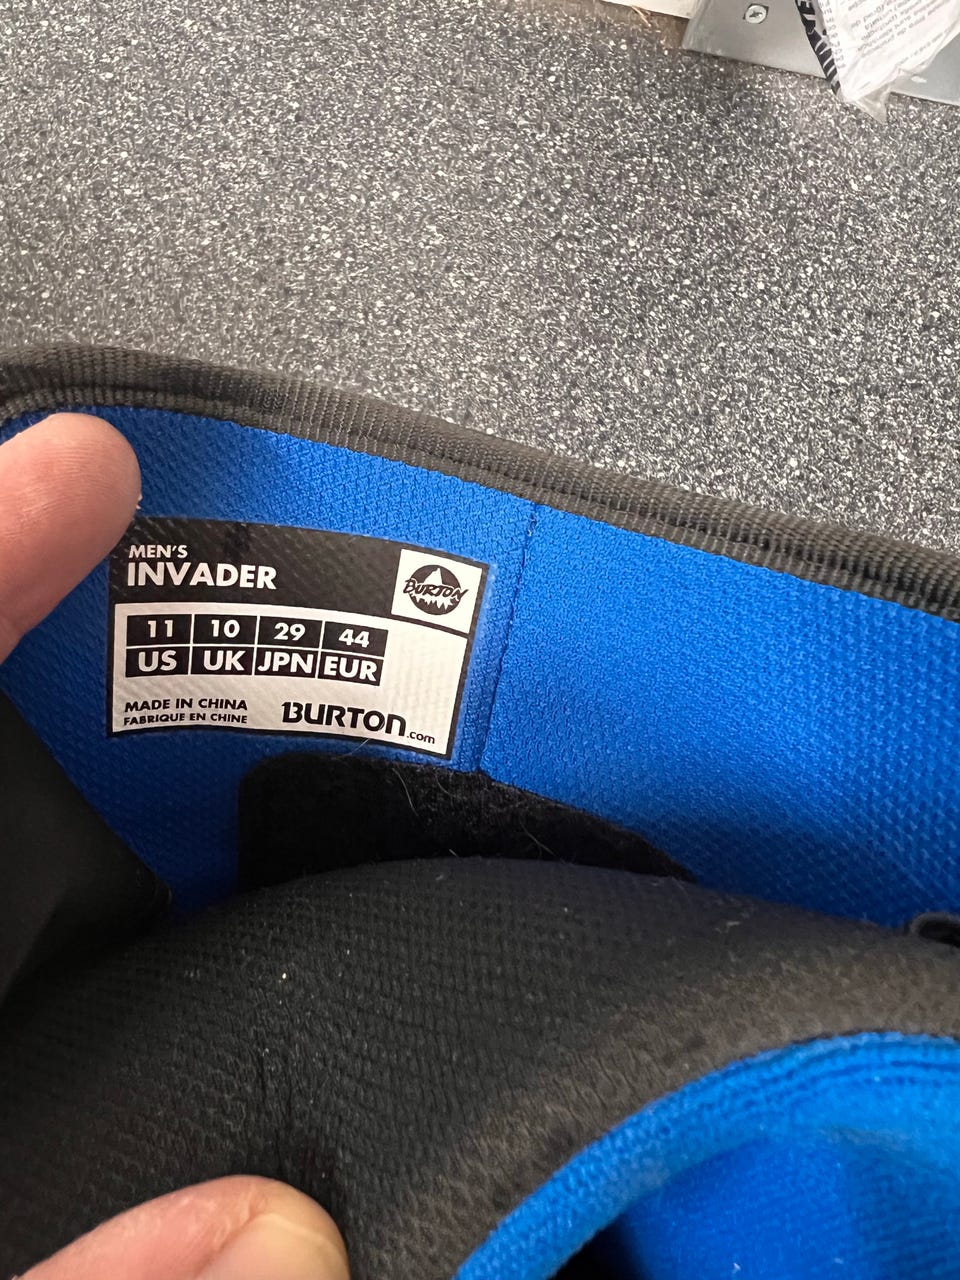 MEN'S
INVADER
BURTON
11 10 29 44
US UK JPN EUR
MADE IN CHINA
FABRIQUE EN CHINE
BURTON.com